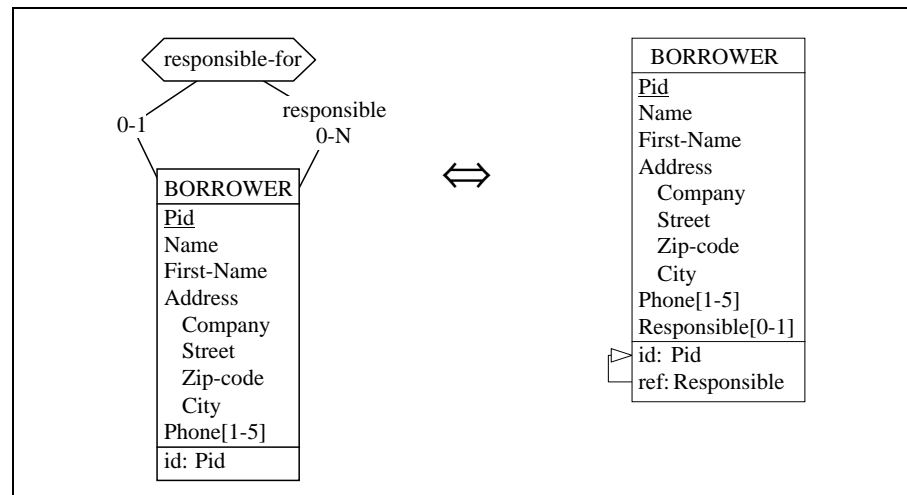 responsible-for
0-1
responsible
0-N
BORROWER
Pid
Name
First-Name
Address
Company
Street
Zip-code
City
Phone[1-5]
id: Pid
⇔
BORROWER
Pid
Name
First-Name
Address
Company
Street
Zip-code
City
Phone[1-5]
Responsible[0-1]
id: Pid
ref: Responsible